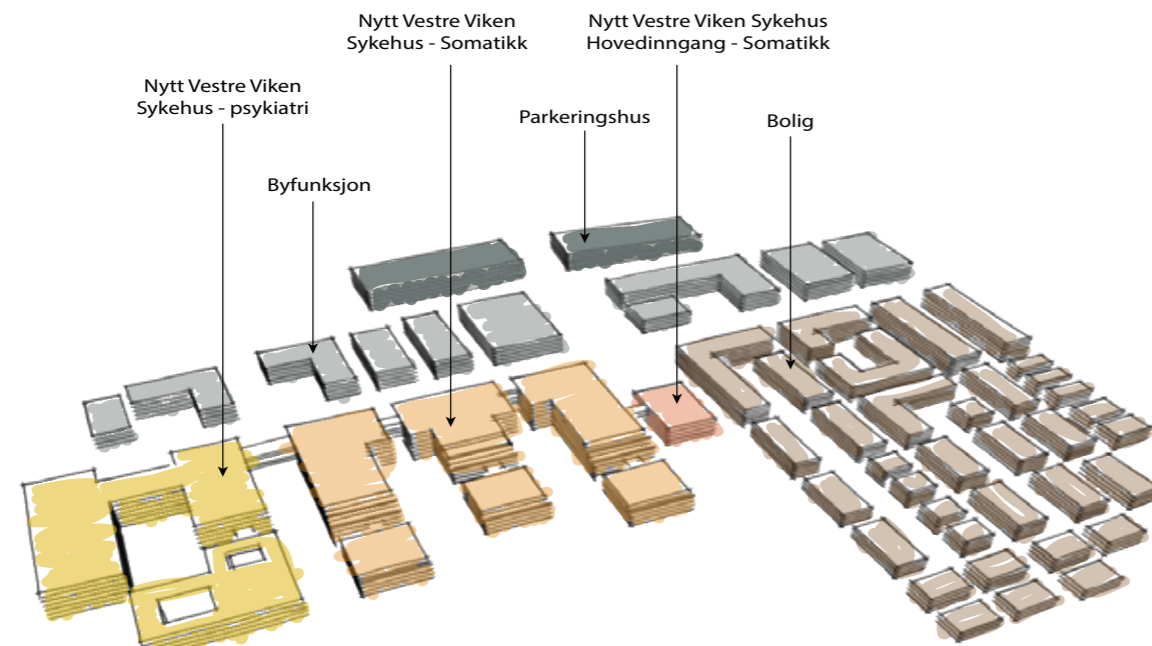 Nytt Vestre Viken
Sykehus - Somatikk
Nytt Vestre Viken Sykehus
Hovedinngang - Somatikk
Nytt Vestre Viken
Sykehus - psykiatri
Parkeringshus
Bolig
Byfunksjon